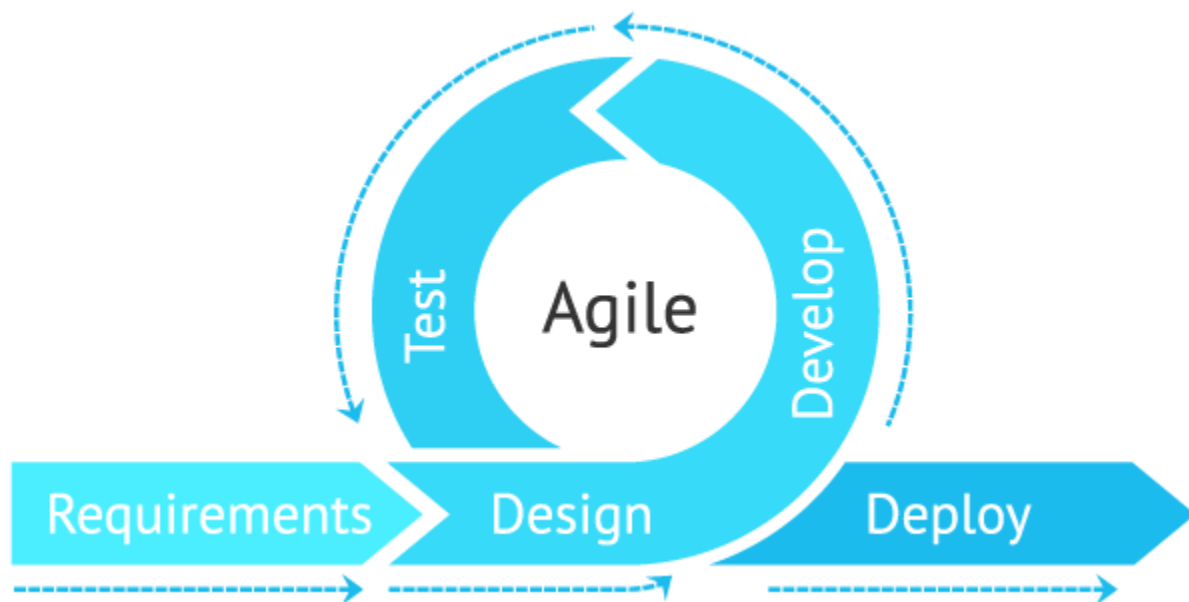 Agile
Test
Develop
Requirements
Design
Deploy